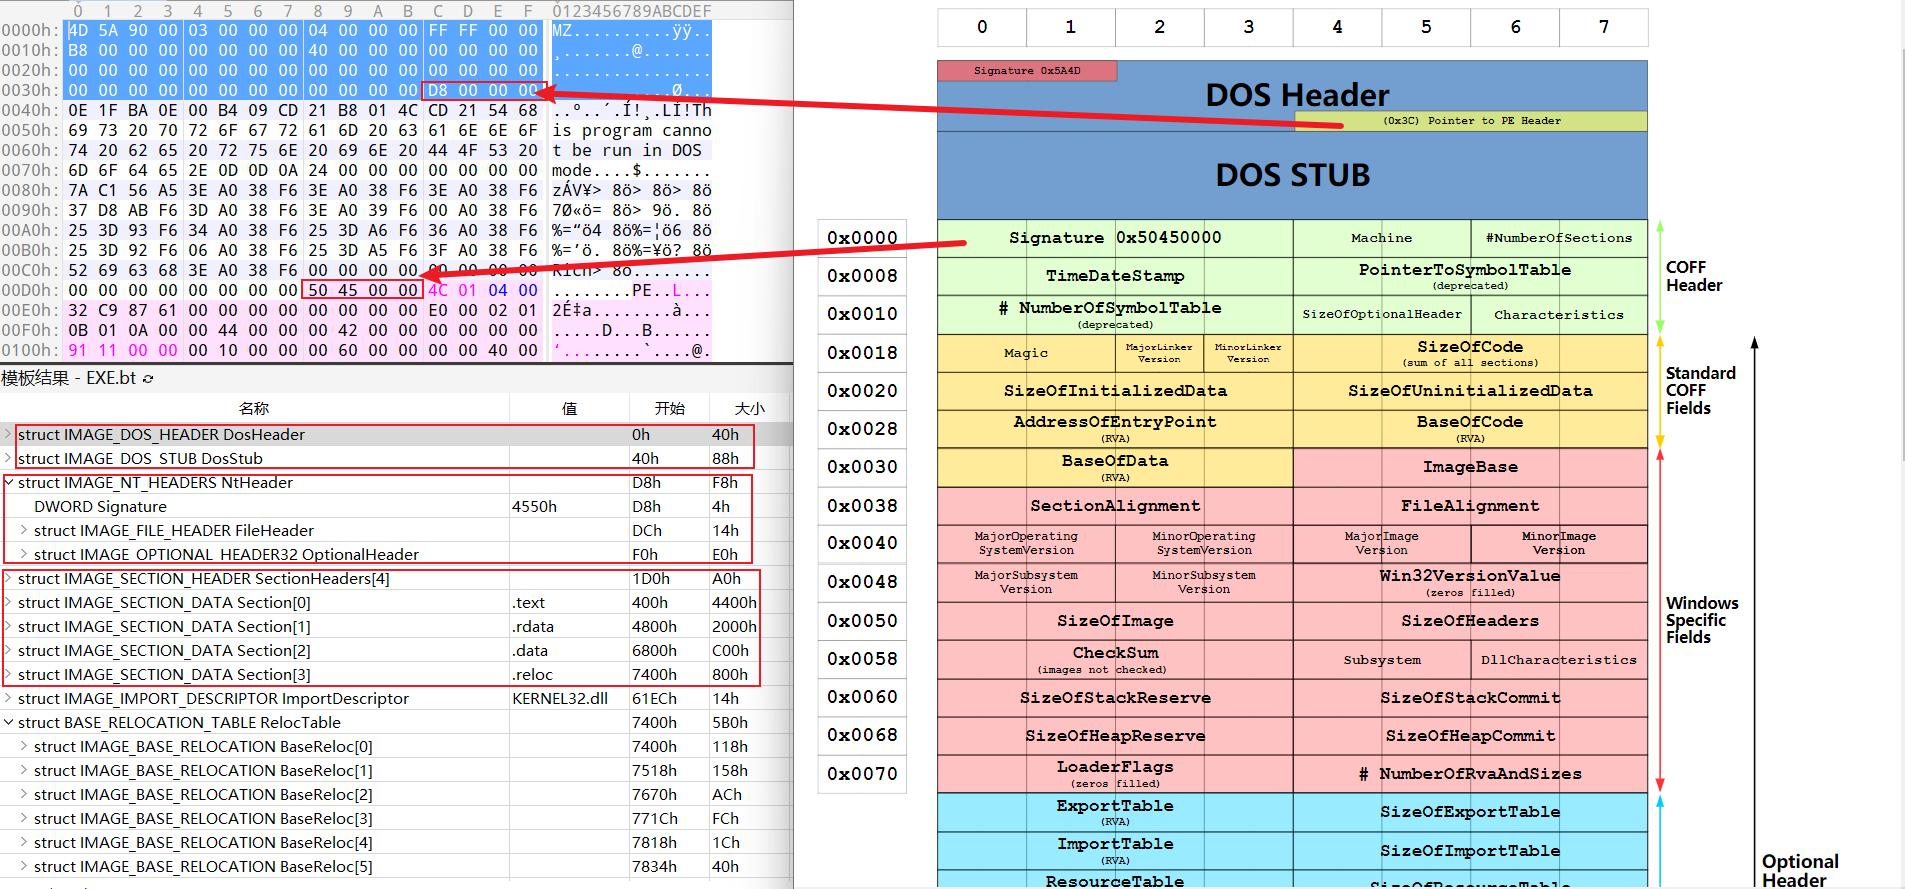 0 1 2 3 4 5 6 7 8 9 A B C D E F 0123456789ABCDEF
0000h: 4D 5A 90 00 03 00 00 00 04 00 00 00 FF FF 00 00 MZ..........ÿÿ..
0010h: B8 00 00 00 00 00 00 00 40 00 00 00 00 00 00 00 ¸.......@.......
0020h: 00 00 00 00 00 00 00 00 00 00 00 00 00 00 00 00 ................
0030h: 00 00 00 00 00 00 00 00 00 00 00 00 D8 00 00 00 ............Ø...
0040h: 0E 1F BA 0E 00 B4 09 CD 21 B8 01 4C CD 21 54 68 ..º..´.Í!¸.LÍ!Th
0050h: 69 73 20 70 72 6F 67 72 61 6D 20 63 61 6E 6E 6F is program canno
0060h: 74 20 62 65 20 72 75 6E 20 69 6E 20 44 4F 53 20 t be run in DOS
0070h: 6D 6F 64 65 2E 0D 0D 0A 24 00 00 00 00 00 00 00 mode....$.......
0080h: 7A C1 56 A5 3E A0 38 F6 3E A0 38 F6 3E A0 38 F6 zÁV¥> 8ö> 8ö> 8ö
0090h: 37 D8 AB F6 3D A0 38 F6 3E A0 39 F6 00 A0 38 F6 7Ø«ö= 8ö> 9ö. 8ö
00A0h: 25 3D 93 F6 34 A0 38 F6 25 3D A6 F6 36 A0 38 F6 %=“ö4 8ö%=¦ö6 8ö
00B0h: 25 3D 92 F6 06 A0 38 F6 25 3D A5 F6 3F A0 38 F6 %=’ö. 8ö%=¥ö? 8ö
00C0h: 52 69 63 68 3E A0 38 F6 00 00 00 00 00 00 00 00 Rich> 8ö........
00D0h: 00 00 00 00 00 00 00 00 50 45 00 00 4C 01 04 00 ........PE..L...
00E0h: 32 C9 87 61 00 00 00 00 00 00 00 00 E0 00 02 01 2É‡a........à...
00F0h: 0B 01 0A 00 00 44 00 00 00 42 00 00 00 00 00 00 .....D...B......
0100h: 91 11 00 00 00 10 00 00 00 60 00 00 00 00 40 00 ‘........`....@.
模板结果 - EXE.bt
名称 值 开始 大小
struct IMAGE_DOS_HEADER DosHeader 0h 40h
struct IMAGE_DOS_STUB DosStub 40h 88h
struct IMAGE_NT_HEADERS NtHeader D8h F8h
DWORD Signature 4550h D8h 4h
struct IMAGE_FILE_HEADER FileHeader DCh 14h
struct IMAGE_OPTIONAL_HEADER32 OptionalHeader F0h E0h
struct IMAGE_SECTION_HEADER SectionHeaders[4] 1D0h A0h
struct IMAGE_SECTION_DATA Section[0] .text 400h 4400h
struct IMAGE_SECTION_DATA Section[1] .rdata 4800h 2000h
struct IMAGE_SECTION_DATA Section[2] .data 6800h C00h
struct IMAGE_SECTION_DATA Section[3] .reloc 7400h 800h
struct IMAGE_IMPORT_DESCRIPTOR ImportDescriptor KERNEL32.dll 61ECh 14h
struct BASE_RELOCATION_TABLE RelocTable 7400h 5B0h
struct IMAGE_BASE_RELOCATION BaseReloc[0] 7400h 118h
struct IMAGE_BASE_RELOCATION BaseReloc[1] 7518h 158h
struct IMAGE_BASE_RELOCATION BaseReloc[2] 7670h ACh
struct IMAGE_BASE_RELOCATION BaseReloc[3] 771Ch FCh
struct IMAGE_BASE_RELOCATION BaseReloc[4] 7818h 1Ch
struct IMAGE_BASE_RELOCATION BaseReloc[5] 7834h 40h
0 1 2 3 4 5 6 7
Signature 0x5A4D
DOS Header
(0x3C) Pointer to PE Header
DOS STUB
0x0000 Signature 0x50450000 Machine #NumberOfSections
0x0008 TimeDateStamp PointerToSymbolTable
(deprecated)
0x0010 # NumberOfSymbolTable SizeOfOptionalHeader Characteristics
(deprecated)
COFF
Header
0x0018 Magic MajorLinker Version MinorLinker Version SizeOfCode
(sum of all sections)
0x0020 SizeOfInitializedData SizeOfUninitializedData
0x0028 AddressOfEntryPoint BaseOfCode
(RVA) (RVA)
Standard
COFF
Fields
0x0030 BaseOfData ImageBase
(RVA)
0x0038 SectionAlignment FileAlignment
0x0040 MajorOperating SystemVersion MinorOperating SystemVersion MajorImage Version MinorImage Version
0x0048 MajorSubsystem Version MinorSubsystem Version Win32VersionValue
(zeros filled)
0x0050 SizeOfImage SizeOfHeaders
0x0058 CheckSum Subsystem DllCharacteristics
(images not checked)
0x0060 SizeOfStackReserve SizeOfStackCommit
0x0068 SizeOfHeapReserve SizeOfHeapCommit
0x0070 LoaderFlags # NumberOfRvaAndSizes
(zeros filled)
Windows
Specific
Fields
ExportTable SizeOfExportTable
(RVA)
ImportTable SizeOfImportTable
(RVA)
ResourceTable SizeOfResourceTable
Optional
Header